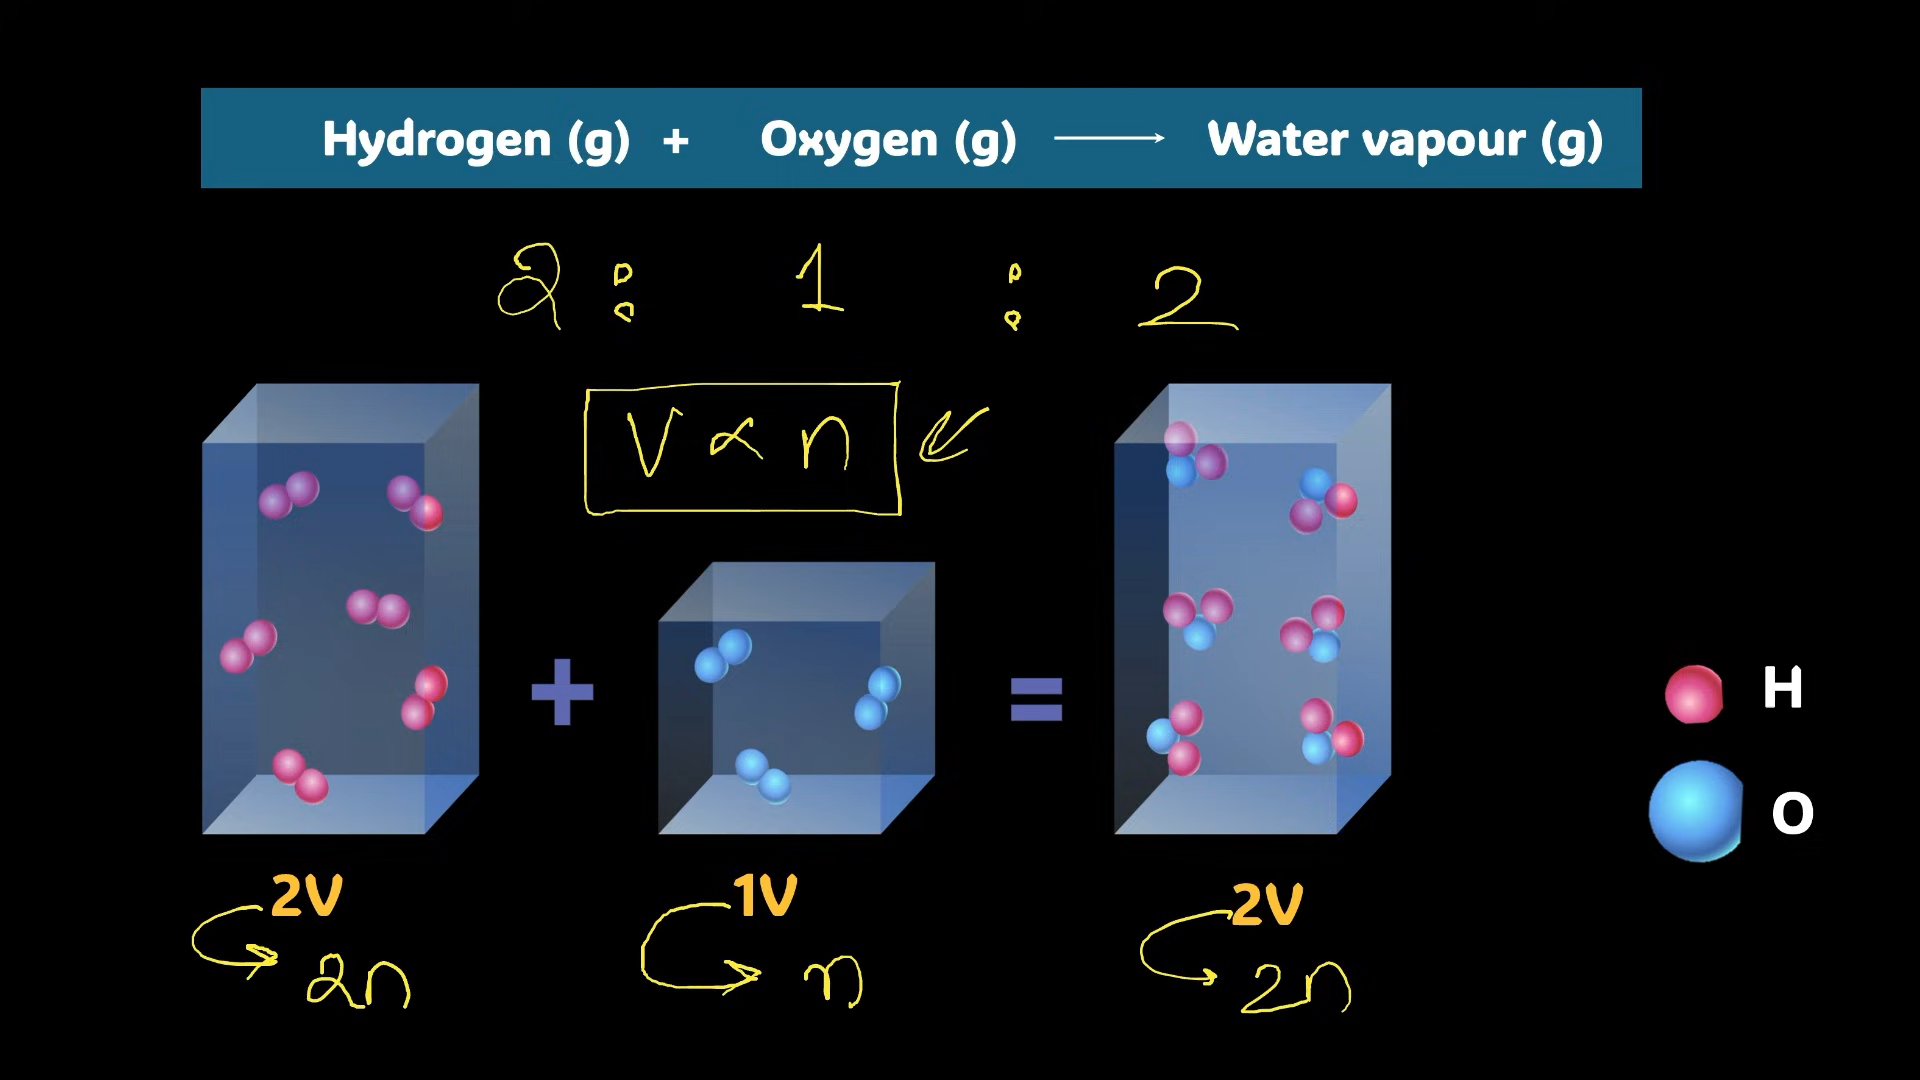 Hydrogen (g) + Oxygen (g) ⟶ Water vapour (g)
2 : 1 : 2
V ∝ n
+ =
H
O
2V 1V 2V
2n n 2n